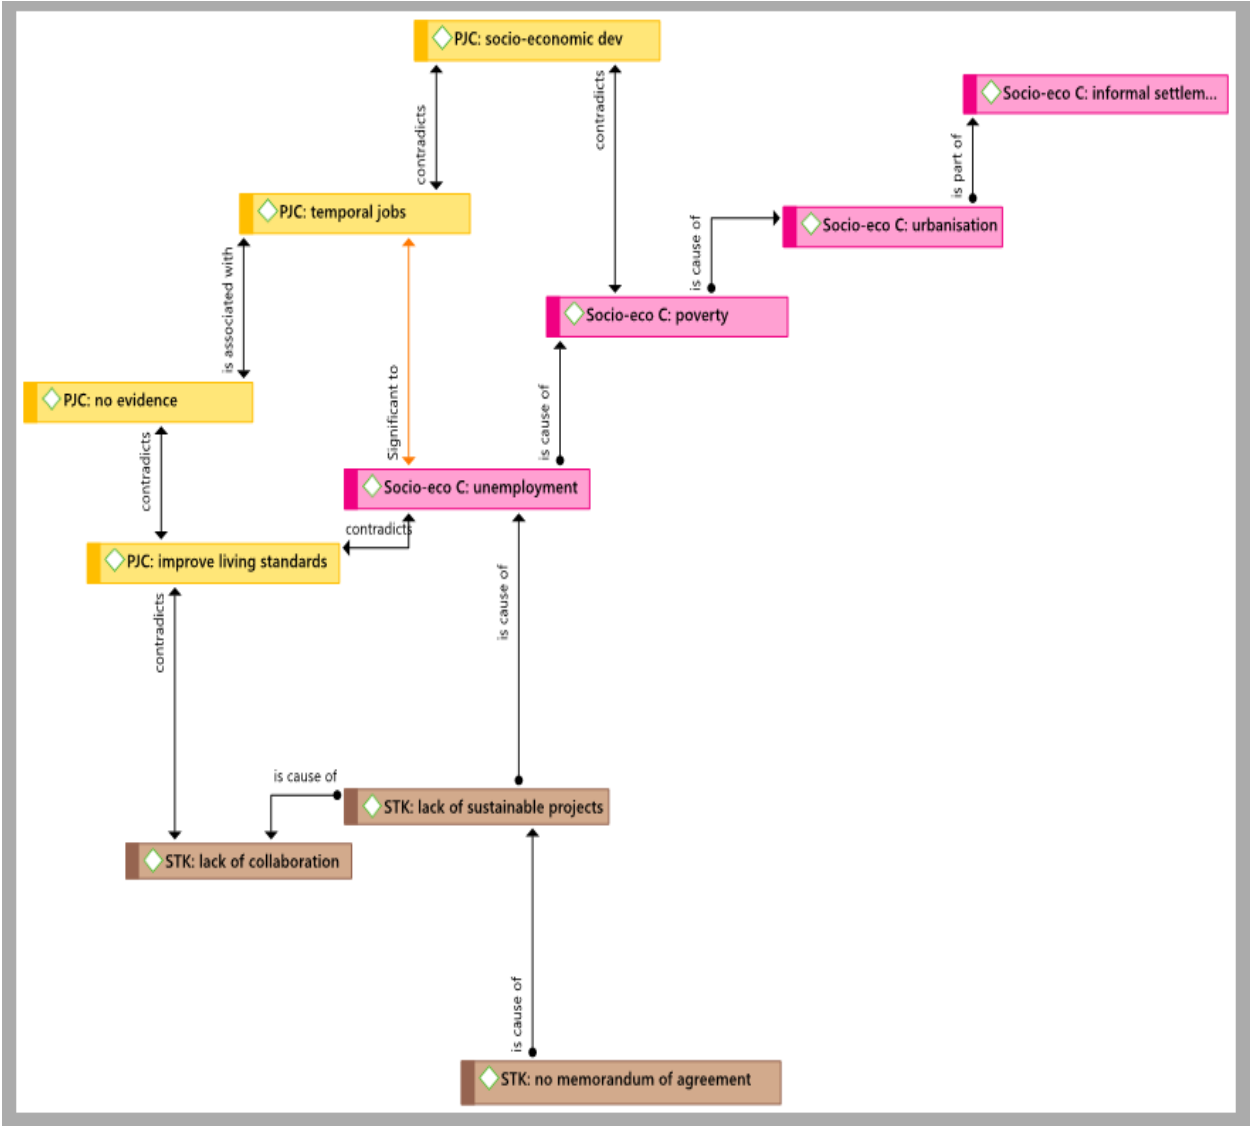 PJC: socio-economic dev
contradicts
contradicts
Socio-eco C: informal settlem...
is part of
PJC: temporal jobs
Socio-eco C: urbanisation
is cause of
is associated with
Socio-eco C: poverty
Significant to
is cause of
PJC: no evidence
contradicts
Socio-eco C: unemployment
contradicts
PJC: improve living standards
contradicts
is cause of
is cause of
STK: lack of sustainable projects
STK: lack of collaboration
is cause of
STK: no memorandum of agreement